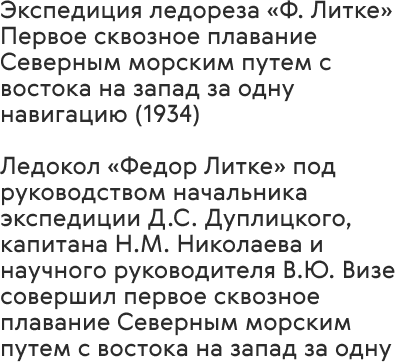 Экспедиция ледореза «Ф. Литке»
Первое сквозное плавание
Северным морским путем с
востока на запад за одну
навигацию (1934)
Ледокол «Федор Литке» под
руководством начальника
экспедиции Д.С. Дуплицкого,
капитана Н.М. Николаева и
научного руководителя В.Ю. Визе
совершил первое сквозное
плавание Северным морским
путем с востока на запад за одну